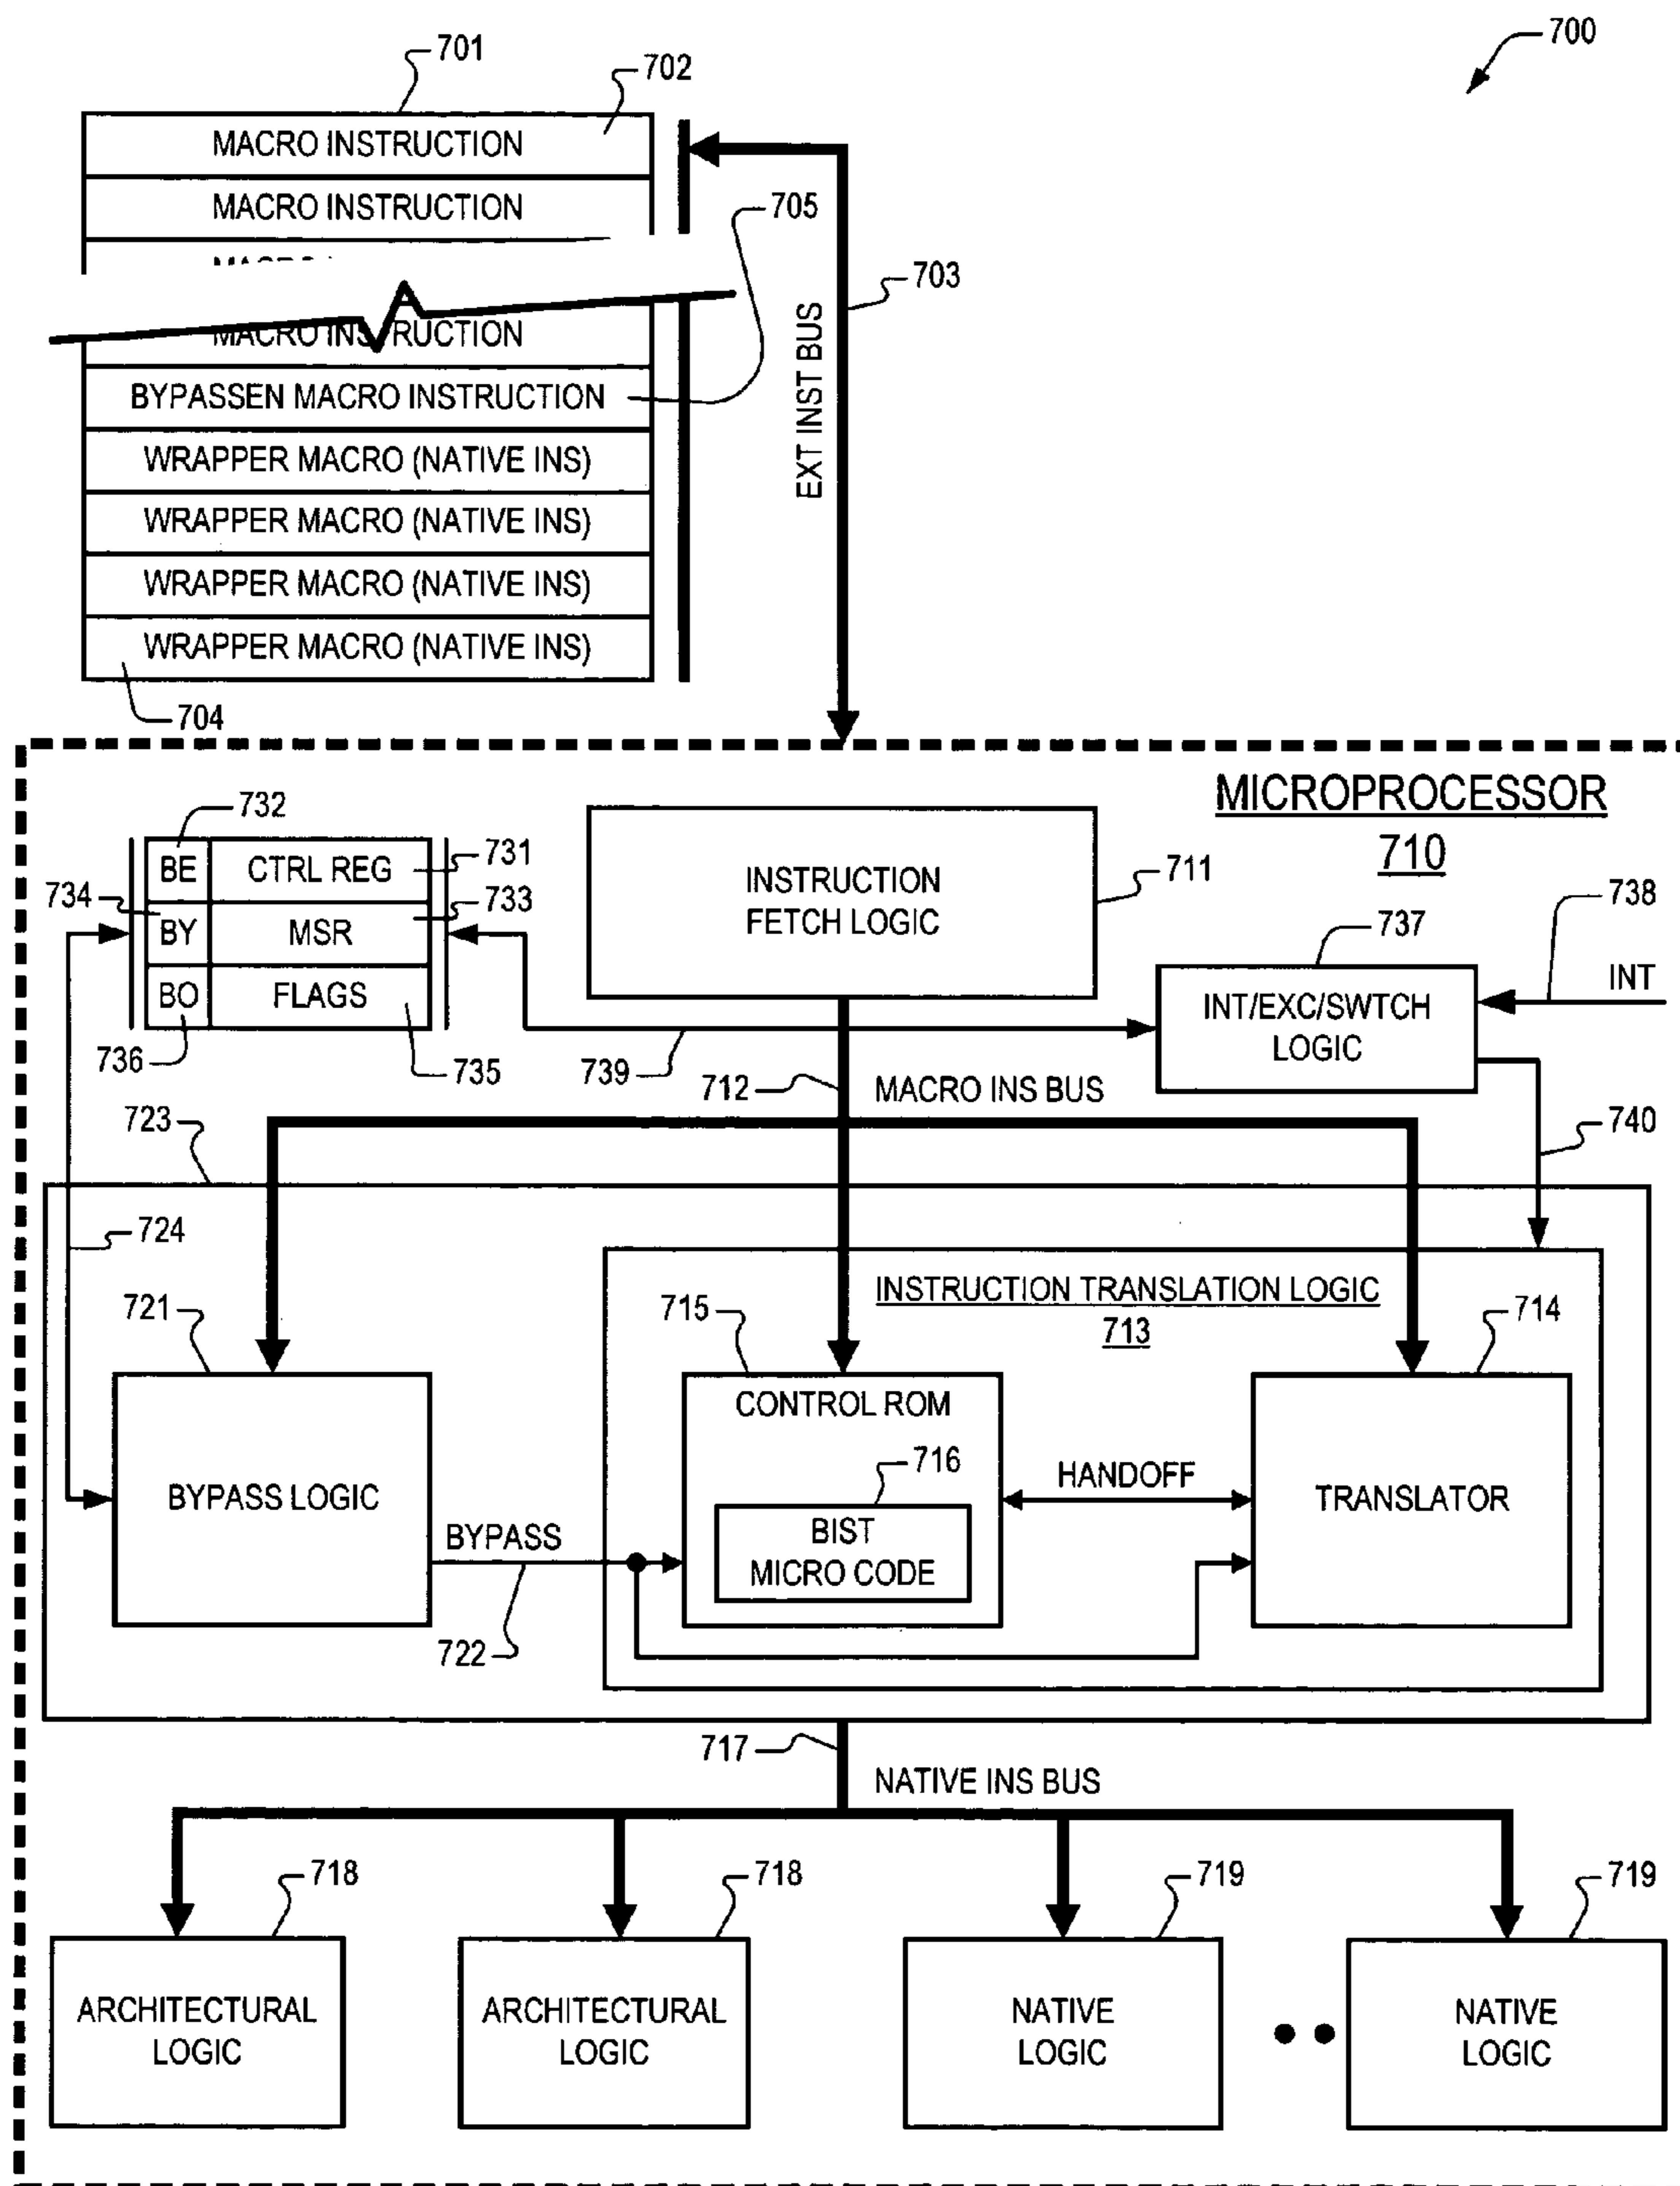 700
701
702
MACRO INSTRUCTION
MACRO INSTRUCTION
705
703
MACRO INSTRUCTION
EXT INST BUS
BYPASSEN MACRO INSTRUCTION
WRAPPER MACRO (NATIVE INS)
WRAPPER MACRO (NATIVE INS)
WRAPPER MACRO (NATIVE INS)
WRAPPER MACRO (NATIVE INS)
704
MICROPROCESSOR
710
732
BE CTRL REG
731
734
733
BY MSR
BO FLAGS
736
735
INSTRUCTION
FETCH LOGIC
711
737
738
INT
INT/EXC/SWTCH
LOGIC
739
712
MACRO INS BUS
723
740
724
INSTRUCTION TRANSLATION LOGIC
713
721
715
714
CONTROL ROM
716
BYPASS LOGIC
HANDOFF
TRANSLATOR
BIST
MICRO CODE
BYPASS
722
717
NATIVE INS BUS
718
718
719
719
ARCHITECTURAL
LOGIC
ARCHITECTURAL
LOGIC
NATIVE
LOGIC
NATIVE
LOGIC